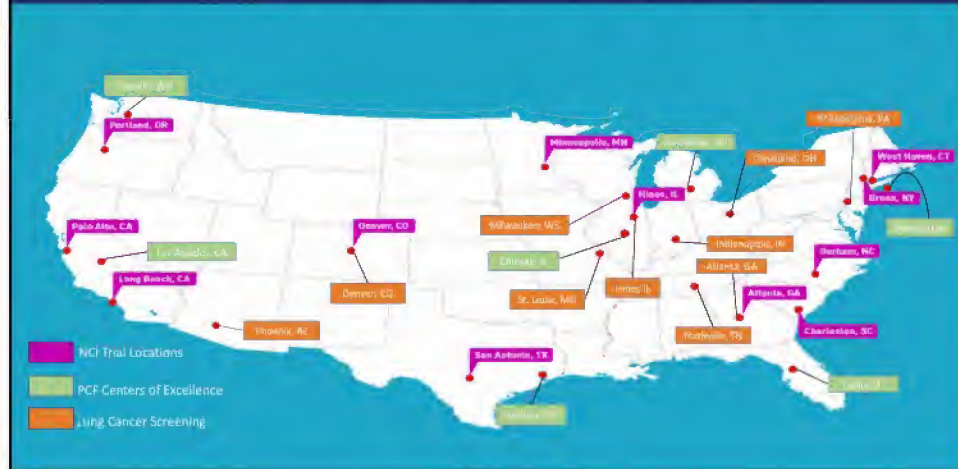 Philadelphia, PA
Portland, OR
Minneapolis, MN
Cleveland, OH
West Haven, CT
Hines, IL
Bronx, NY
Palo Alto, CA
Denver, CO
Milwaukee, WS
Los Angeles, CA
Indianapolis, IN
Durham, NC
Chicago, IL
Atlanta, GA
Long Beach, CA
Denver, CO
Hines IL
Atlanta, GA
St. Louis, MO
Phoenix, AZ
Nashville, TN
Charleston, SC
NCI Trial Locations
San Antonio, TX
PCF Centers of Excellence
Lung Cancer Screening